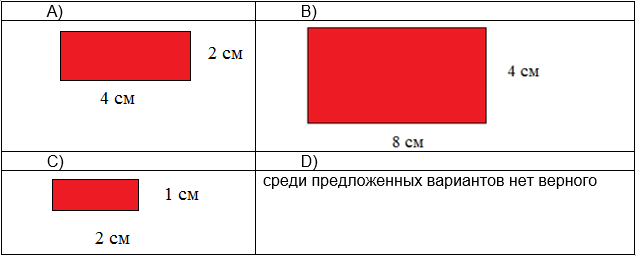 A)
B)
2 см
4 см
4 см
8 см
C)
D)
1 см
2 см
среди предложенных вариантов нет верного